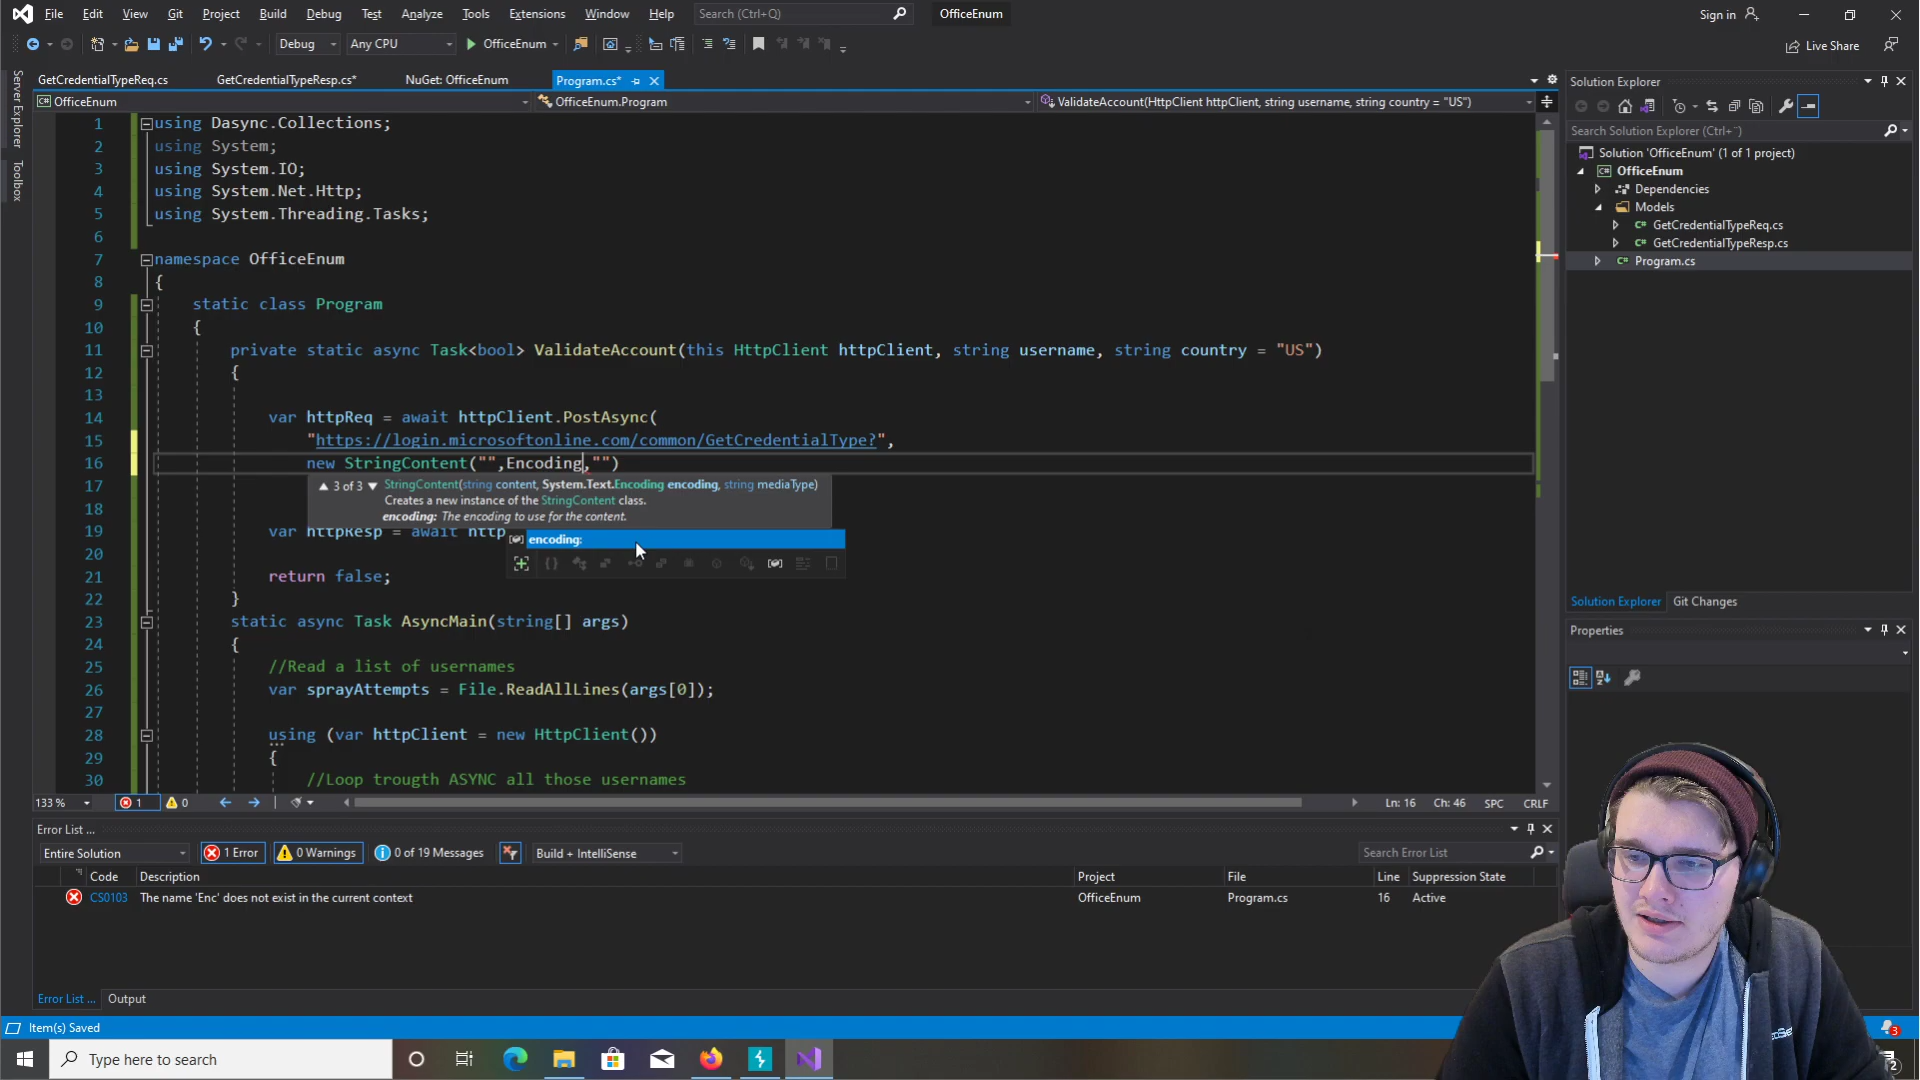 File Edit View Git Project Build Debug Test Analyze Tools Extensions Window Help Search (Ctrl+Q) OfficeEnum Sign in
Debug Any CPU OfficeEnum Live Share
GetCredentialTypeReq.cs GetCredentialTypeResp.cs* NuGet: OfficeEnum Program.cs*
OfficeEnum OfficeEnum.Program ValidateAccount(HttpClient httpClient, string username, string country = "US")
Server Explorer
Toolbox
1 using Dasync.Collections;
2 using System;
3 using System.IO;
4 using System.Net.Http;
5 using System.Threading.Tasks;
6
7 namespace OfficeEnum
8 {
9 static class Program
10 {
11 private static async Task<bool> ValidateAccount(this HttpClient httpClient, string username, string country = "US")
12 {
13
14 var httpReq = await httpClient.PostAsync(
15 "https://login.microsoftonline.com/common/GetCredentialType?",
16 new StringContent("",Encoding,"")
17
18
19 var httpResp = await http
20
21 return false;
22 }
23 static async Task AsyncMain(string[] args)
24 {
25 //Read a list of usernames
26 var sprayAttempts = File.ReadAllLines(args[0]);
27
28 using (var httpClient = new HttpClient())
29 {
30 //Loop trougth ASYNC all those usernames
3 of 3 StringContent(string content, System.Text.Encoding encoding, string mediaType)
Creates a new instance of the StringContent class.
encoding: The encoding to use for the content.
encoding:
133 % 1 0 Ln: 16 Ch: 46 SPC CRLF
Error List ...
Entire Solution 1 Error 0 Warnings 0 of 19 Messages Build + IntelliSense Search Error List
Code Description Project File Line Suppression State
CS0103 The name 'Enc' does not exist in the current context OfficeEnum Program.cs 16 Active
Error List ... Output
Item(s) Saved
Solution Explorer
Search Solution Explorer (Ctrl+¨)
Solution 'OfficeEnum' (1 of 1 project)
OfficeEnum
Dependencies
Models
GetCredentialTypeReq.cs
GetCredentialTypeResp.cs
Program.cs
Solution Explorer Git Changes
Properties
3
Type here to search
2